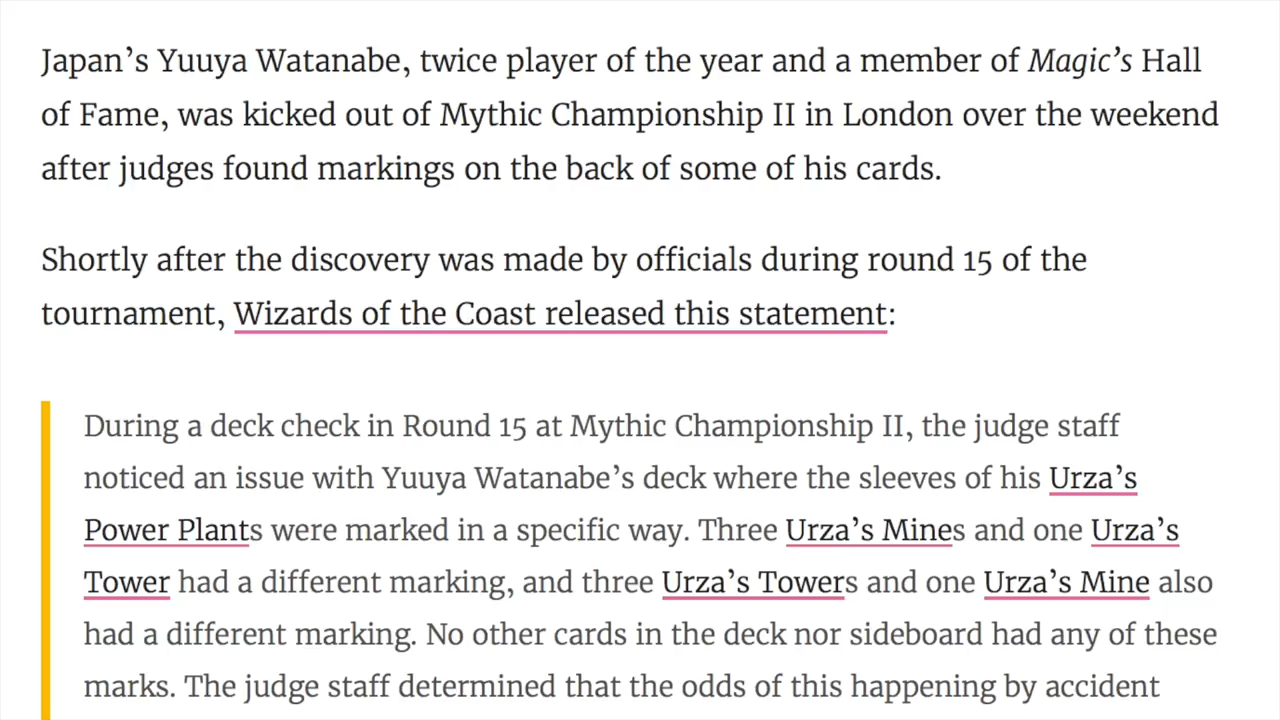 Japan’s Yuuya Watanabe, twice player of the year and a member of Magic’s Hall
of Fame, was kicked out of Mythic Championship II in London over the weekend
after judges found markings on the back of some of his cards.
Shortly after the discovery was made by officials during round 15 of the
tournament, Wizards of the Coast released this statement:
During a deck check in Round 15 at Mythic Championship II, the judge staff
noticed an issue with Yuuya Watanabe’s deck where the sleeves of his Urza’s
Power Plants were marked in a specific way. Three Urza’s Mines and one Urza’s
Tower had a different marking, and three Urza’s Towers and one Urza’s Mine also
had a different marking. No other cards in the deck nor sideboard had any of these
marks. The judge staff determined that the odds of this happening by accident